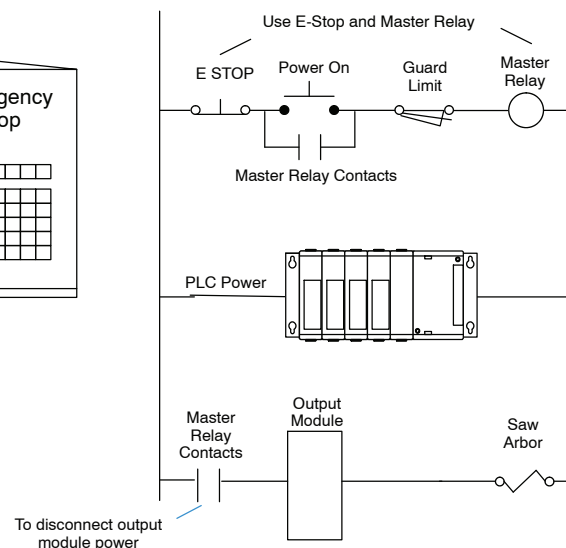 Use E-Stop and Master Relay
E STOP
Power On
Guard
Limit
Master
Relay
Master Relay Contacts
PLC Power
Master
Relay
Contacts
Output
Module
Saw
Arbor
To disconnect output
module power